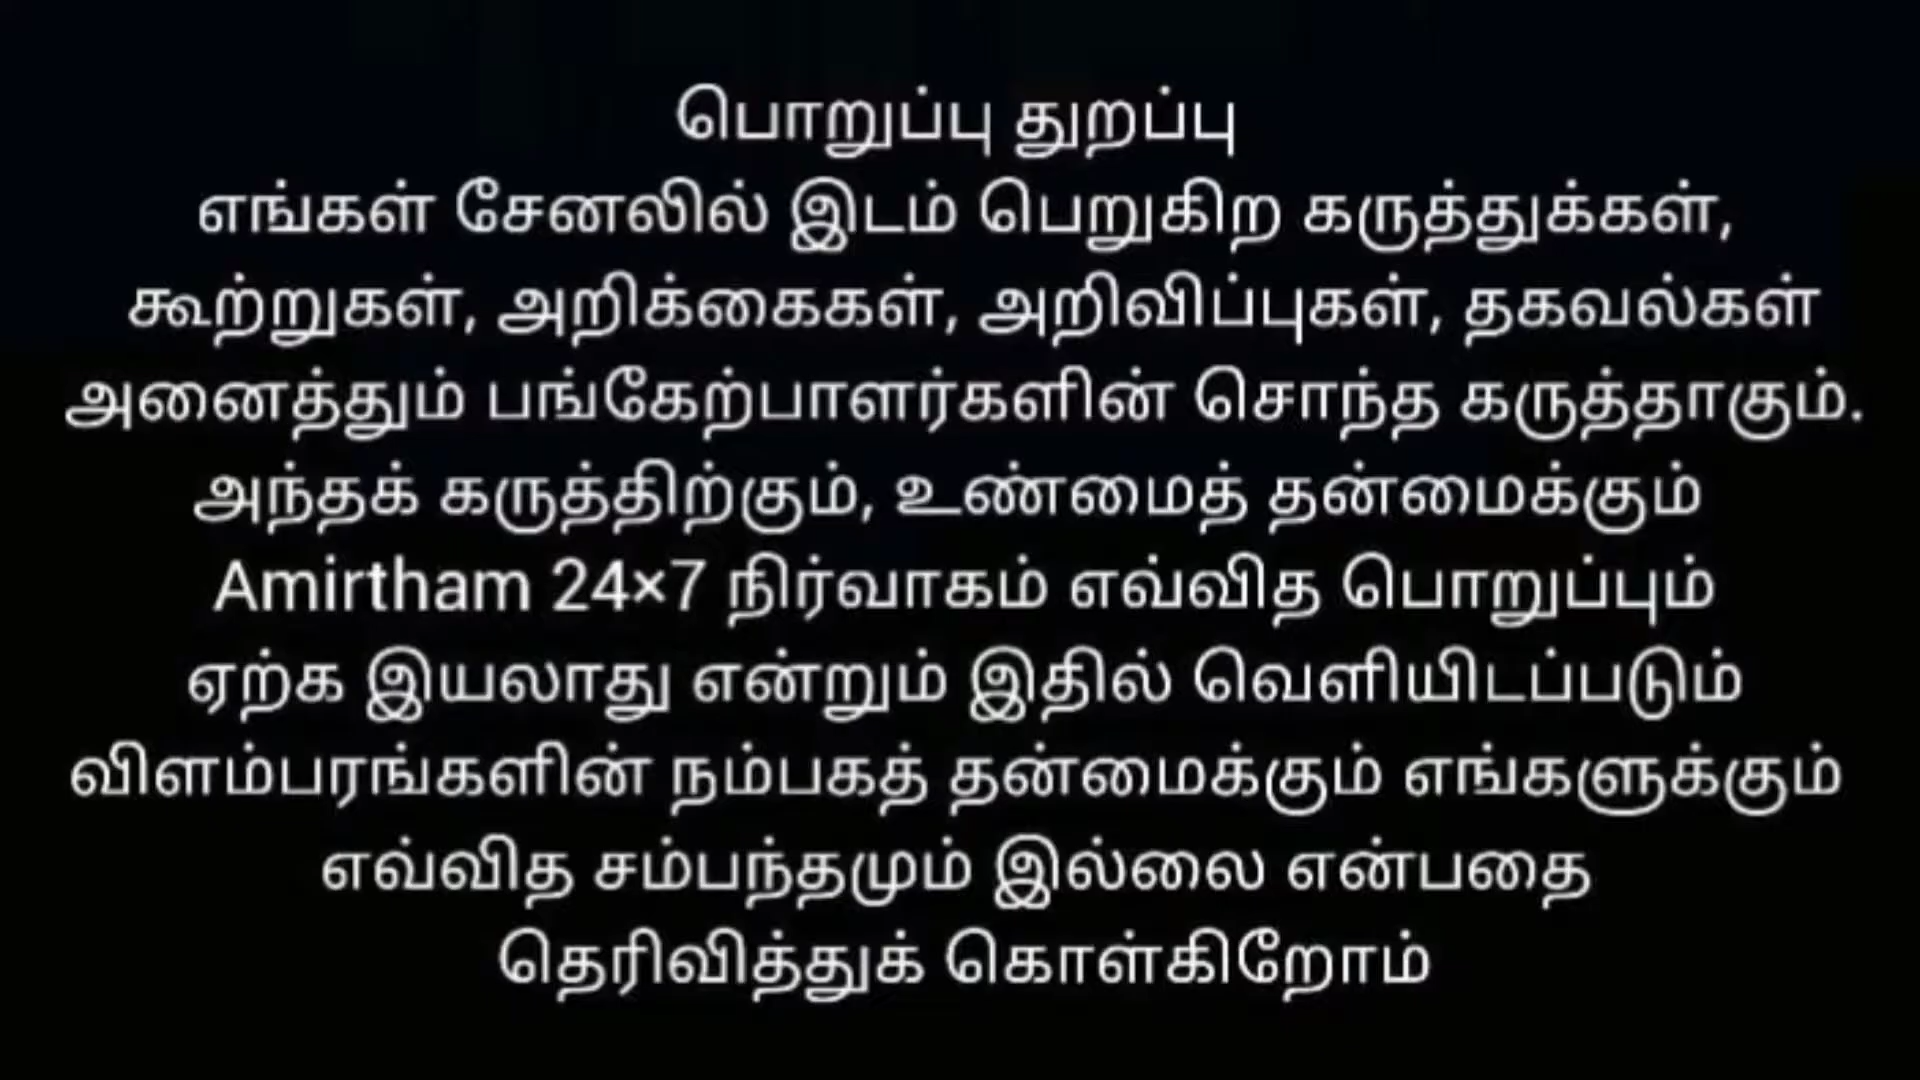 பொறுப்பு துறப்பு
எங்கள் சேனலில் இடம் பெறுகிற கருத்துக்கள்,
கூற்றுகள், அறிக்கைகள், அறிவிப்புகள், தகவல்கள்
அனைத்தும் பங்கேற்பாளர்களின் சொந்த கருத்தாகும்.
அந்தக் கருத்திற்கும், உண்மைத் தன்மைக்கும்
Amirtham 24×7 நிர்வாகம் எவ்வித பொறுப்பும்
ஏற்க இயலாது என்றும் இதில் வெளியிடப்படும்
விளம்பரங்களின் நம்பகத் தன்மைக்கும் எங்களுக்கும்
எவ்வித சம்பந்தமும் இல்லை என்பதை
தெரிவித்துக் கொள்கிறோம்